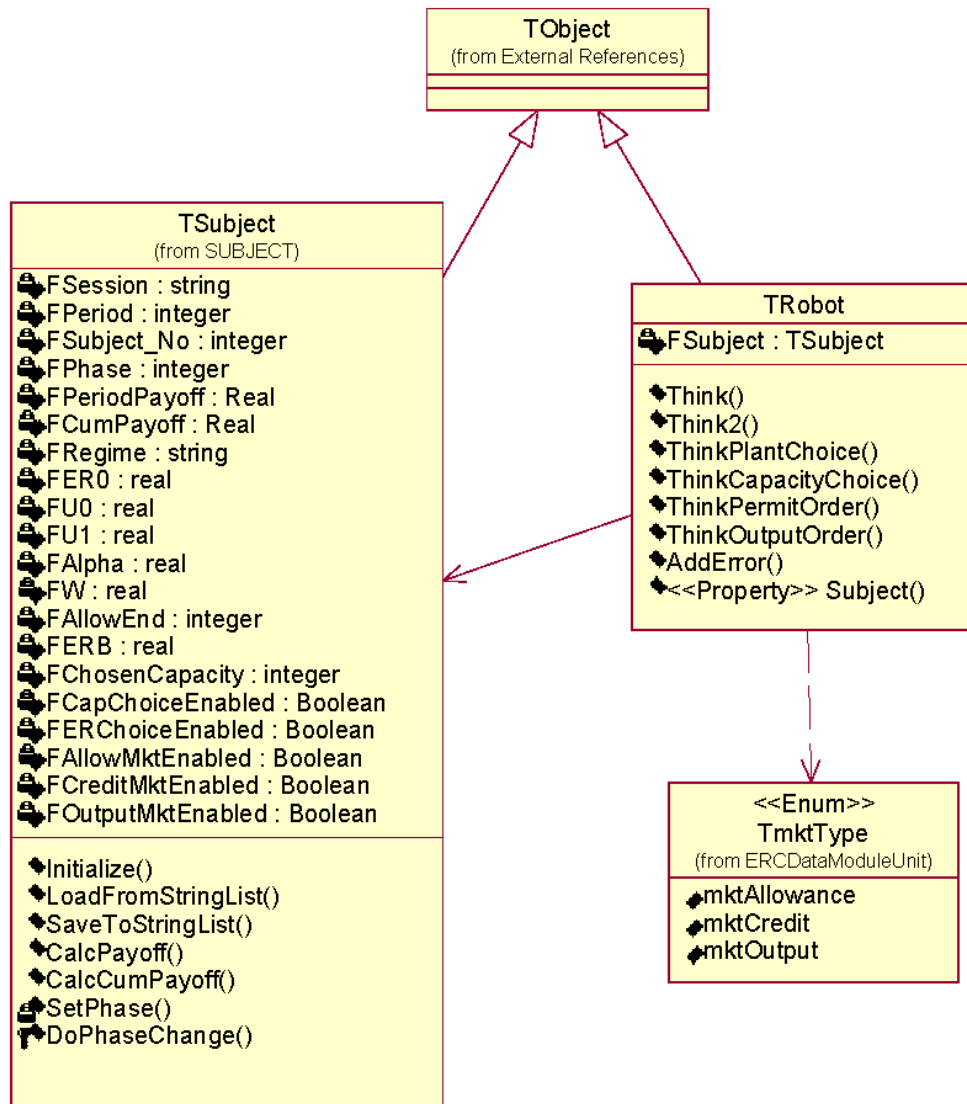 TObject
(from External References)
TSubject
(from SUBJECT)
FSession : string
FPeriod : integer
FSubject_No : integer
FPhase : integer
FPeriodPayoff : Real
FCumPayoff : Real
FRegime : string
FER0 : real
FU0 : real
FU1 : real
FAlpha : real
FW : real
FAllowEnd : integer
FERB : real
FChosenCapacity : integer
FCapChoiceEnabled : Boolean
FERChoiceEnabled : Boolean
FAllowMktEnabled : Boolean
FCreditMktEnabled : Boolean
FOutputMktEnabled : Boolean
Initialize()
LoadFromStringList()
SaveToStringList()
CalcPayoff()
CalcCumPayoff()
SetPhase()
DoPhaseChange()
TRobot
FSubject : TSubject
Think()
Think2()
ThinkPlantChoice()
ThinkCapacityChoice()
ThinkPermitOrder()
ThinkOutputOrder()
AddError()
<<Property>> Subject()
<<Enum>>
TmktType
(from ERCDataModuleUnit)
mktAllowance
mktCredit
mktOutput